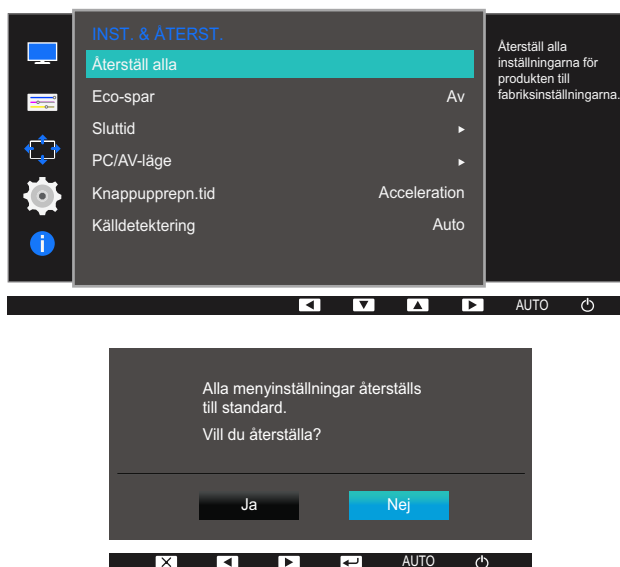 INST. & ÅTERST.
Återställ alla
Eco-spar Av
Sluttid
PC/AV-läge
Knappupprepn.tid Acceleration
Källdetektering Auto
Återställ alla
inställningarna för
produkten till
fabriksinställningarna.
AUTO
Alla menyinställningar återställs
till standard.
Vill du återställa?
Ja Nej
AUTO